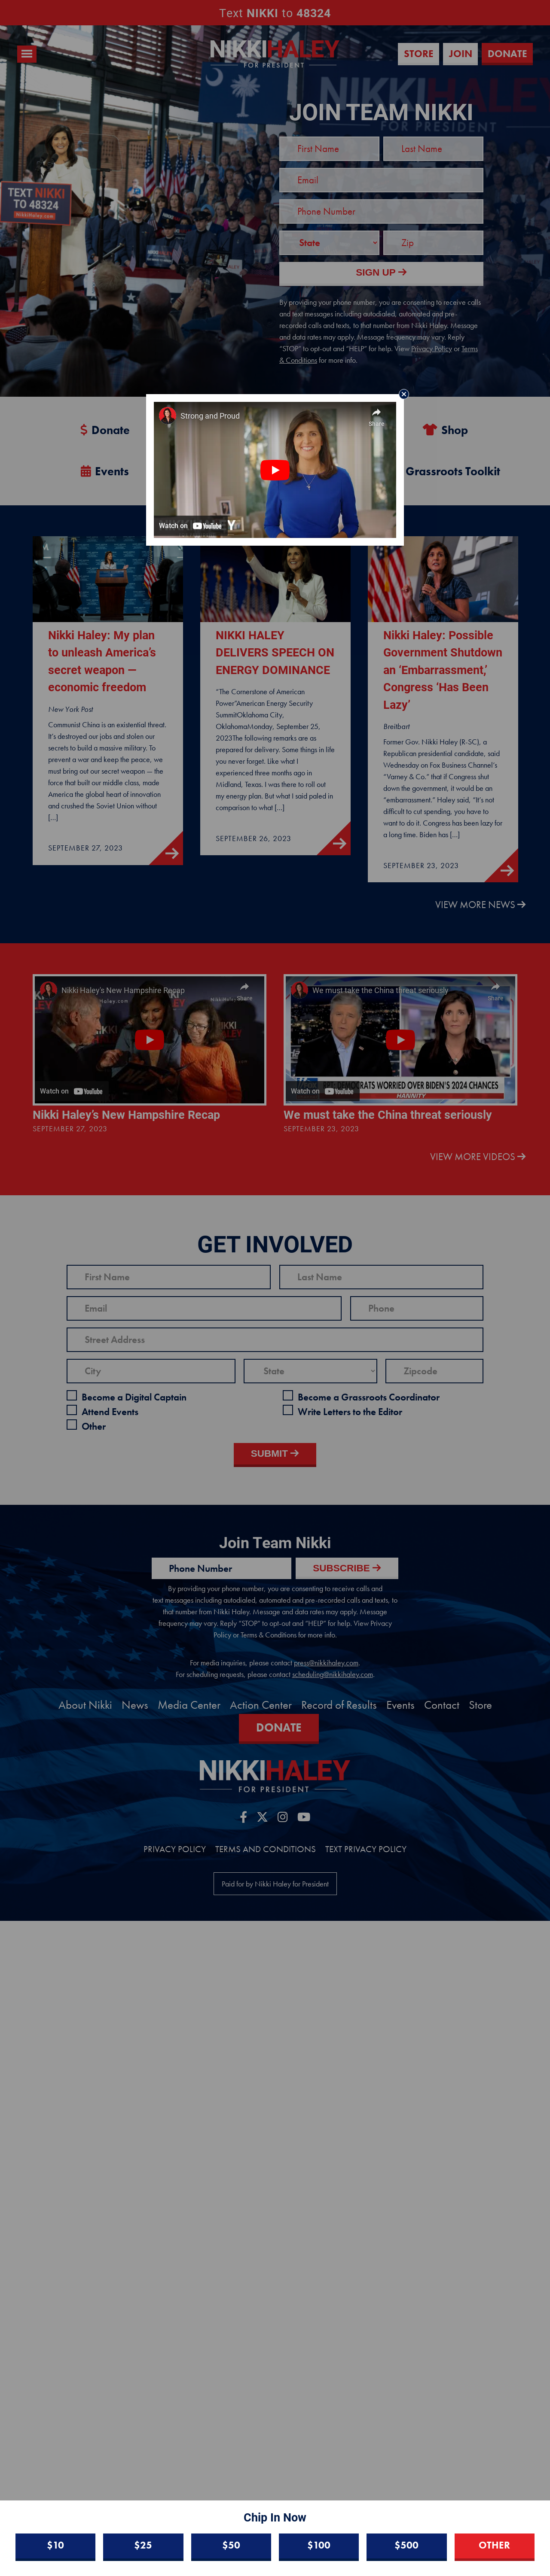 Text NIKKI to 48324
NIKKIHALEY
FOR PRESIDENT
STORE
JOIN
DONATE
JOIN TEAM NIKKI
TEXT NIKKI
TO 48324
NikkiHaley.com
First Name
Last Name
Email
Phone Number
State
Zip
SIGN UP
By providing your phone number, you are consenting to receive calls
and text messages including autodialed, automated and pre-
recorded calls and texts, to that number from Nikki Haley. Message
and data rates may apply. Message frequency may vary. Reply
“STOP” to opt-out and “HELP” for help. View Privacy Policy or Terms
& Conditions for more info.
Donate
Shop
Events
Grassroots Toolkit
Strong and Proud
Share
Watch on YouTube
Nikki Haley: My plan
to unleash America’s
secret weapon —
economic freedom
New York Post
Communist China is an existential threat.
It’s destroyed our jobs and stolen our
secrets to build a massive military. To
prevent a war and keep the peace, we
must bring out our secret weapon — the
force that built our middle class, made
America the global heart of innovation
and crushed the Soviet Union without
[…]
SEPTEMBER 27, 2023
NIKKI HALEY
DELIVERS SPEECH ON
ENERGY DOMINANCE
“The Cornerstone of American
Power”American Energy Security
SummitOklahoma City,
OklahomaMonday, September 25,
2023The following remarks are as
prepared for delivery. Some things in life
you never forget. Like what I
experienced three months ago in
Midland, Texas. I was there to roll out
my energy plan. But what I said paled in
comparison to what […]
SEPTEMBER 26, 2023
Nikki Haley: Possible
Government Shutdown
an ‘Embarrassment,’
Congress ‘Has Been
Lazy’
Breitbart
Former Gov. Nikki Haley (R-SC), a
Republican presidential candidate, said
Wednesday on Fox Business Channel’s
“Varney & Co.” that if Congress shut
down the government, it would be an
“embarrassment.” Haley said, “It’s not
difficult to cut spending, you have to
want to do it. Congress has been lazy for
a long time. Biden has […]
SEPTEMBER 23, 2023
VIEW MORE NEWS
Nikki Haley’s New Hampshire Recap
Share
Watch on YouTube
Nikki Haley’s New Hampshire Recap
SEPTEMBER 27, 2023
We must take the China threat seriously
Share
Watch on YouTube
OCRATS WORRIED OVER BIDEN'S 2024 CHANCES
HANNITY
We must take the China threat seriously
SEPTEMBER 23, 2023
VIEW MORE VIDEOS
GET INVOLVED
First Name
Last Name
Email
Phone
Street Address
City
State
Zipcode
Become a Digital Captain
Become a Grassroots Coordinator
Attend Events
Write Letters to the Editor
Other
SUBMIT
Join Team Nikki
Phone Number
SUBSCRIBE
By providing your phone number, you are consenting to receive calls and
text messages including autodialed, automated and pre-recorded calls and texts, to
that number from Nikki Haley. Message and data rates may apply. Message
frequency may vary. Reply “STOP” to opt-out and “HELP” for help. View Privacy
Policy or Terms & Conditions for more info.
For media inquiries, please contact press@nikkihaley.com.
For scheduling requests, please contact scheduling@nikkihaley.com.
About Nikki
News
Media Center
Action Center
Record of Results
Events
Contact
Store
DONATE
NIKKIHALEY
FOR PRESIDENT
PRIVACY POLICY
TERMS AND CONDITIONS
TEXT PRIVACY POLICY
Paid for by Nikki Haley for President
Chip In Now
$10
$25
$50
$100
$500
OTHER